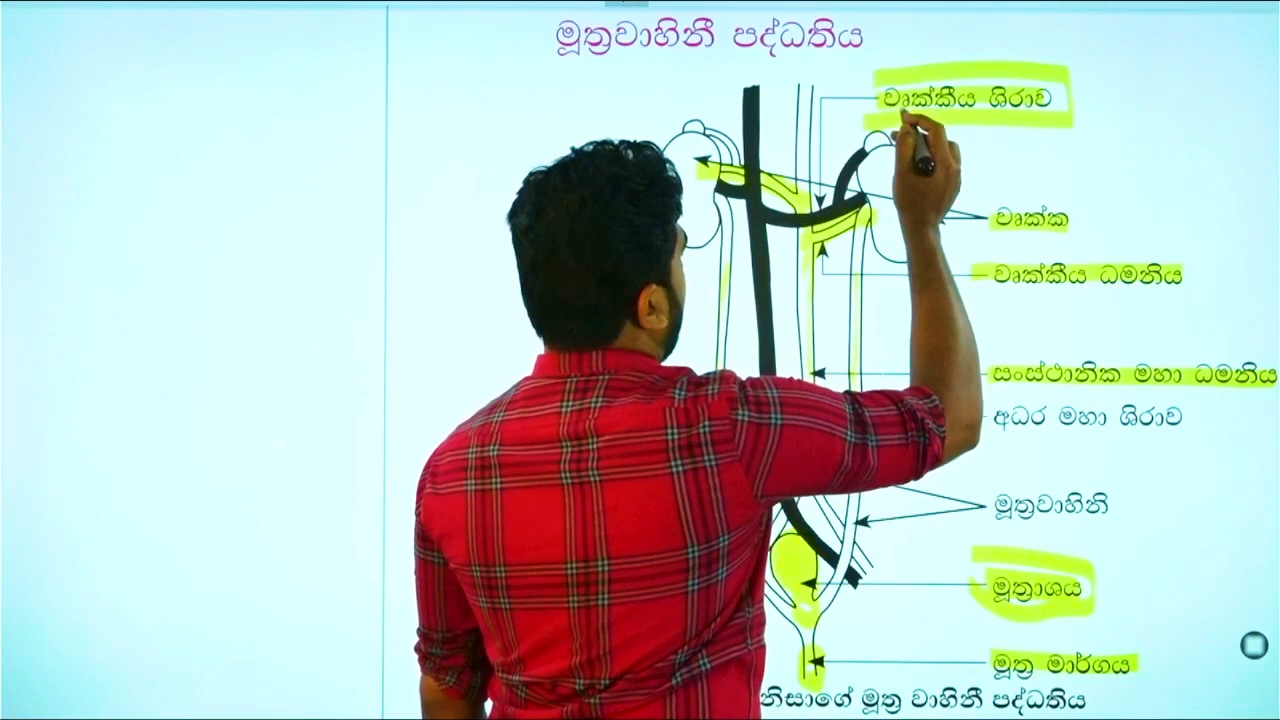 මූත්‍රවාහිනී පද්ධතිය
වෘක්කීය ශිරාව
වෘක්ක
වෘක්කීය ධමනිය
සංස්ථානික මහා ධමනිය
අධර මහා ශිරාව
මූත්‍රවාහිනි
මූත්‍රාශය
මූත්‍ර මාර්ගය
නිසාගේ මූත්‍ර වාහිනී පද්ධතිය